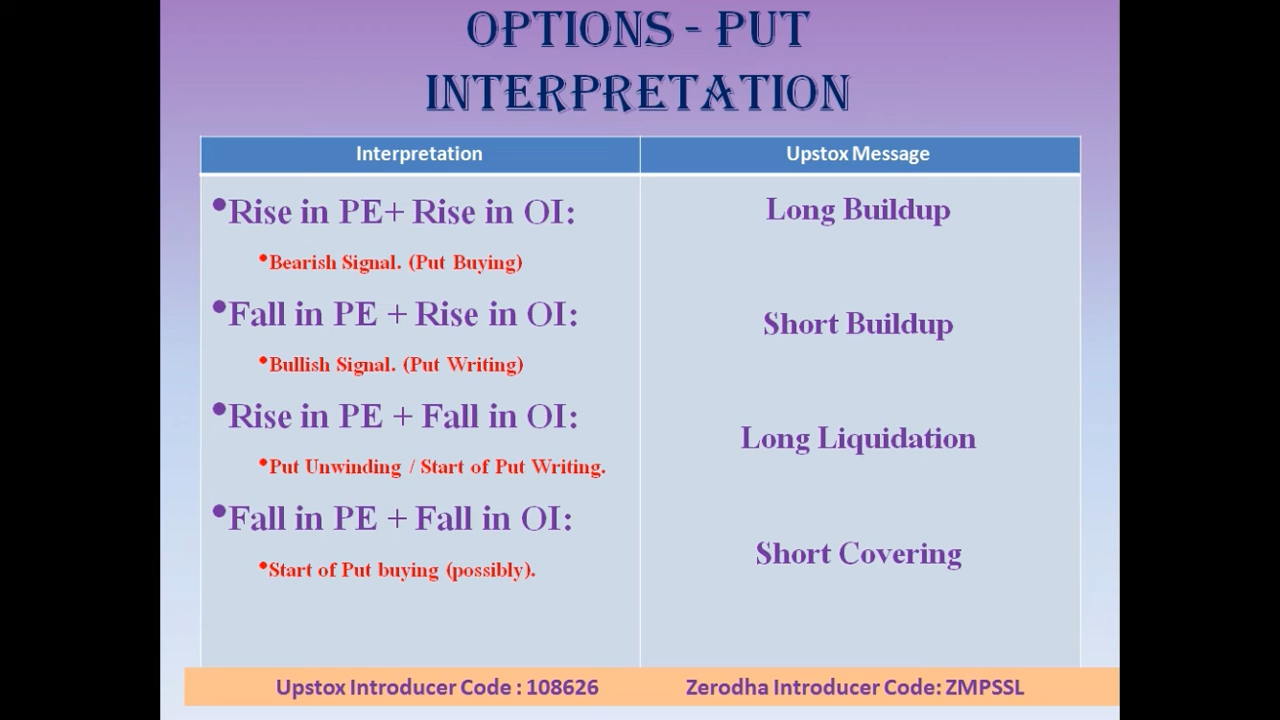 OPTIONS - PUT
INTERPRETATION
Interpretation
Upstox Message
•Rise in PE+ Rise in OI:
•Bearish Signal. (Put Buying)
•Fall in PE + Rise in OI:
•Bullish Signal. (Put Writing)
•Rise in PE + Fall in OI:
•Put Unwinding / Start of Put Writing.
•Fall in PE + Fall in OI:
•Start of Put buying (possibly).
Long Buildup
Short Buildup
Long Liquidation
Short Covering
Upstox Introducer Code : 108626
Zerodha Introducer Code: ZMPSSL